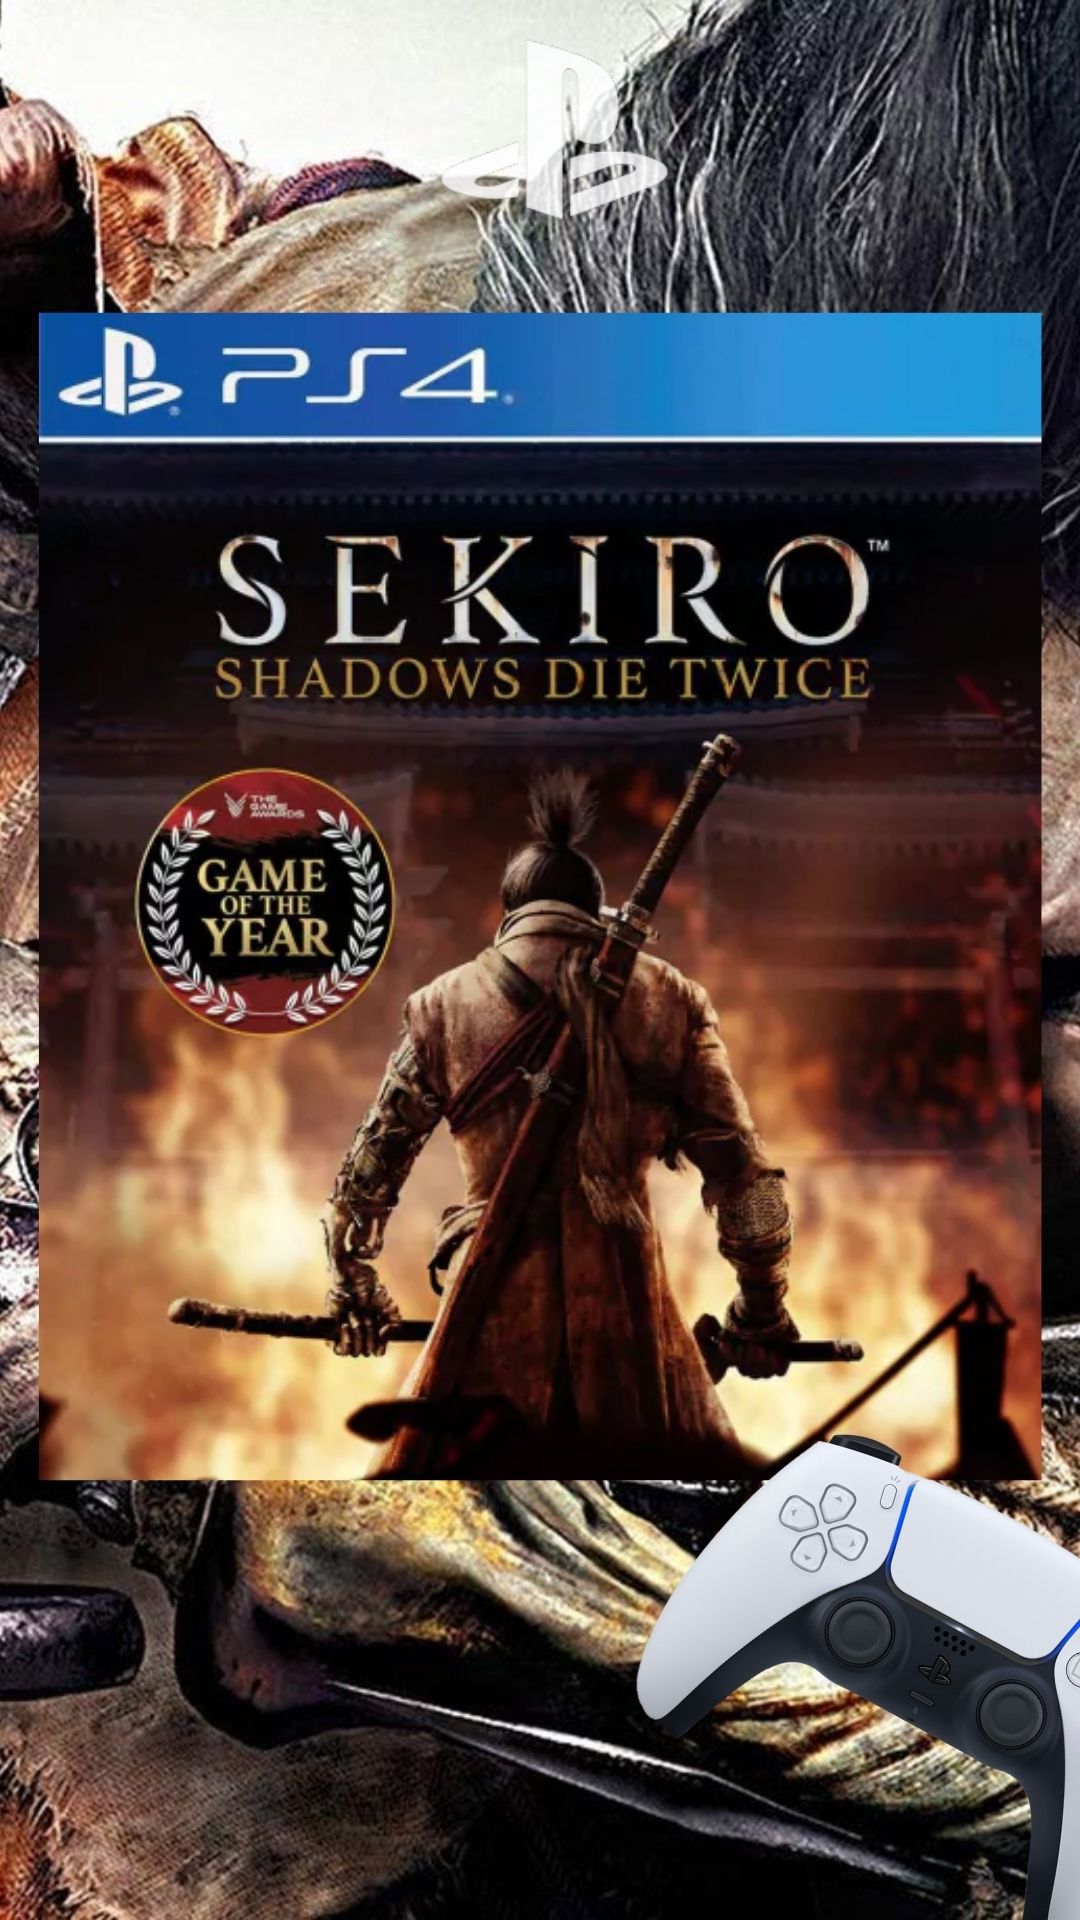 PS4
SEKIRO™
SHADOWS DIE TWICE
THE
GAME
AWARDS
GAME
OF THE
YEAR